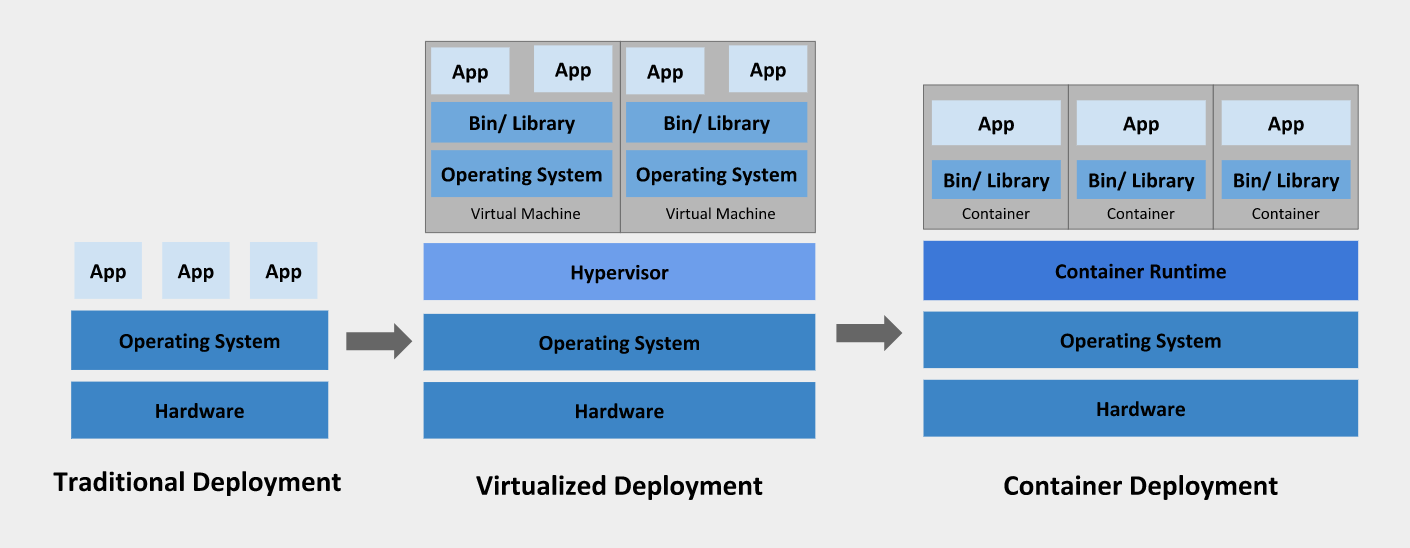 App
App
App
Operating System
Hardware
Traditional Deployment
App
App
Bin/ Library
Operating System
Virtual Machine
App
App
Bin/ Library
Operating System
Virtual Machine
Hypervisor
Operating System
Hardware
Virtualized Deployment
App
Bin/ Library
Container
App
Bin/ Library
Container
App
Bin/ Library
Container
Container Runtime
Operating System
Hardware
Container Deployment